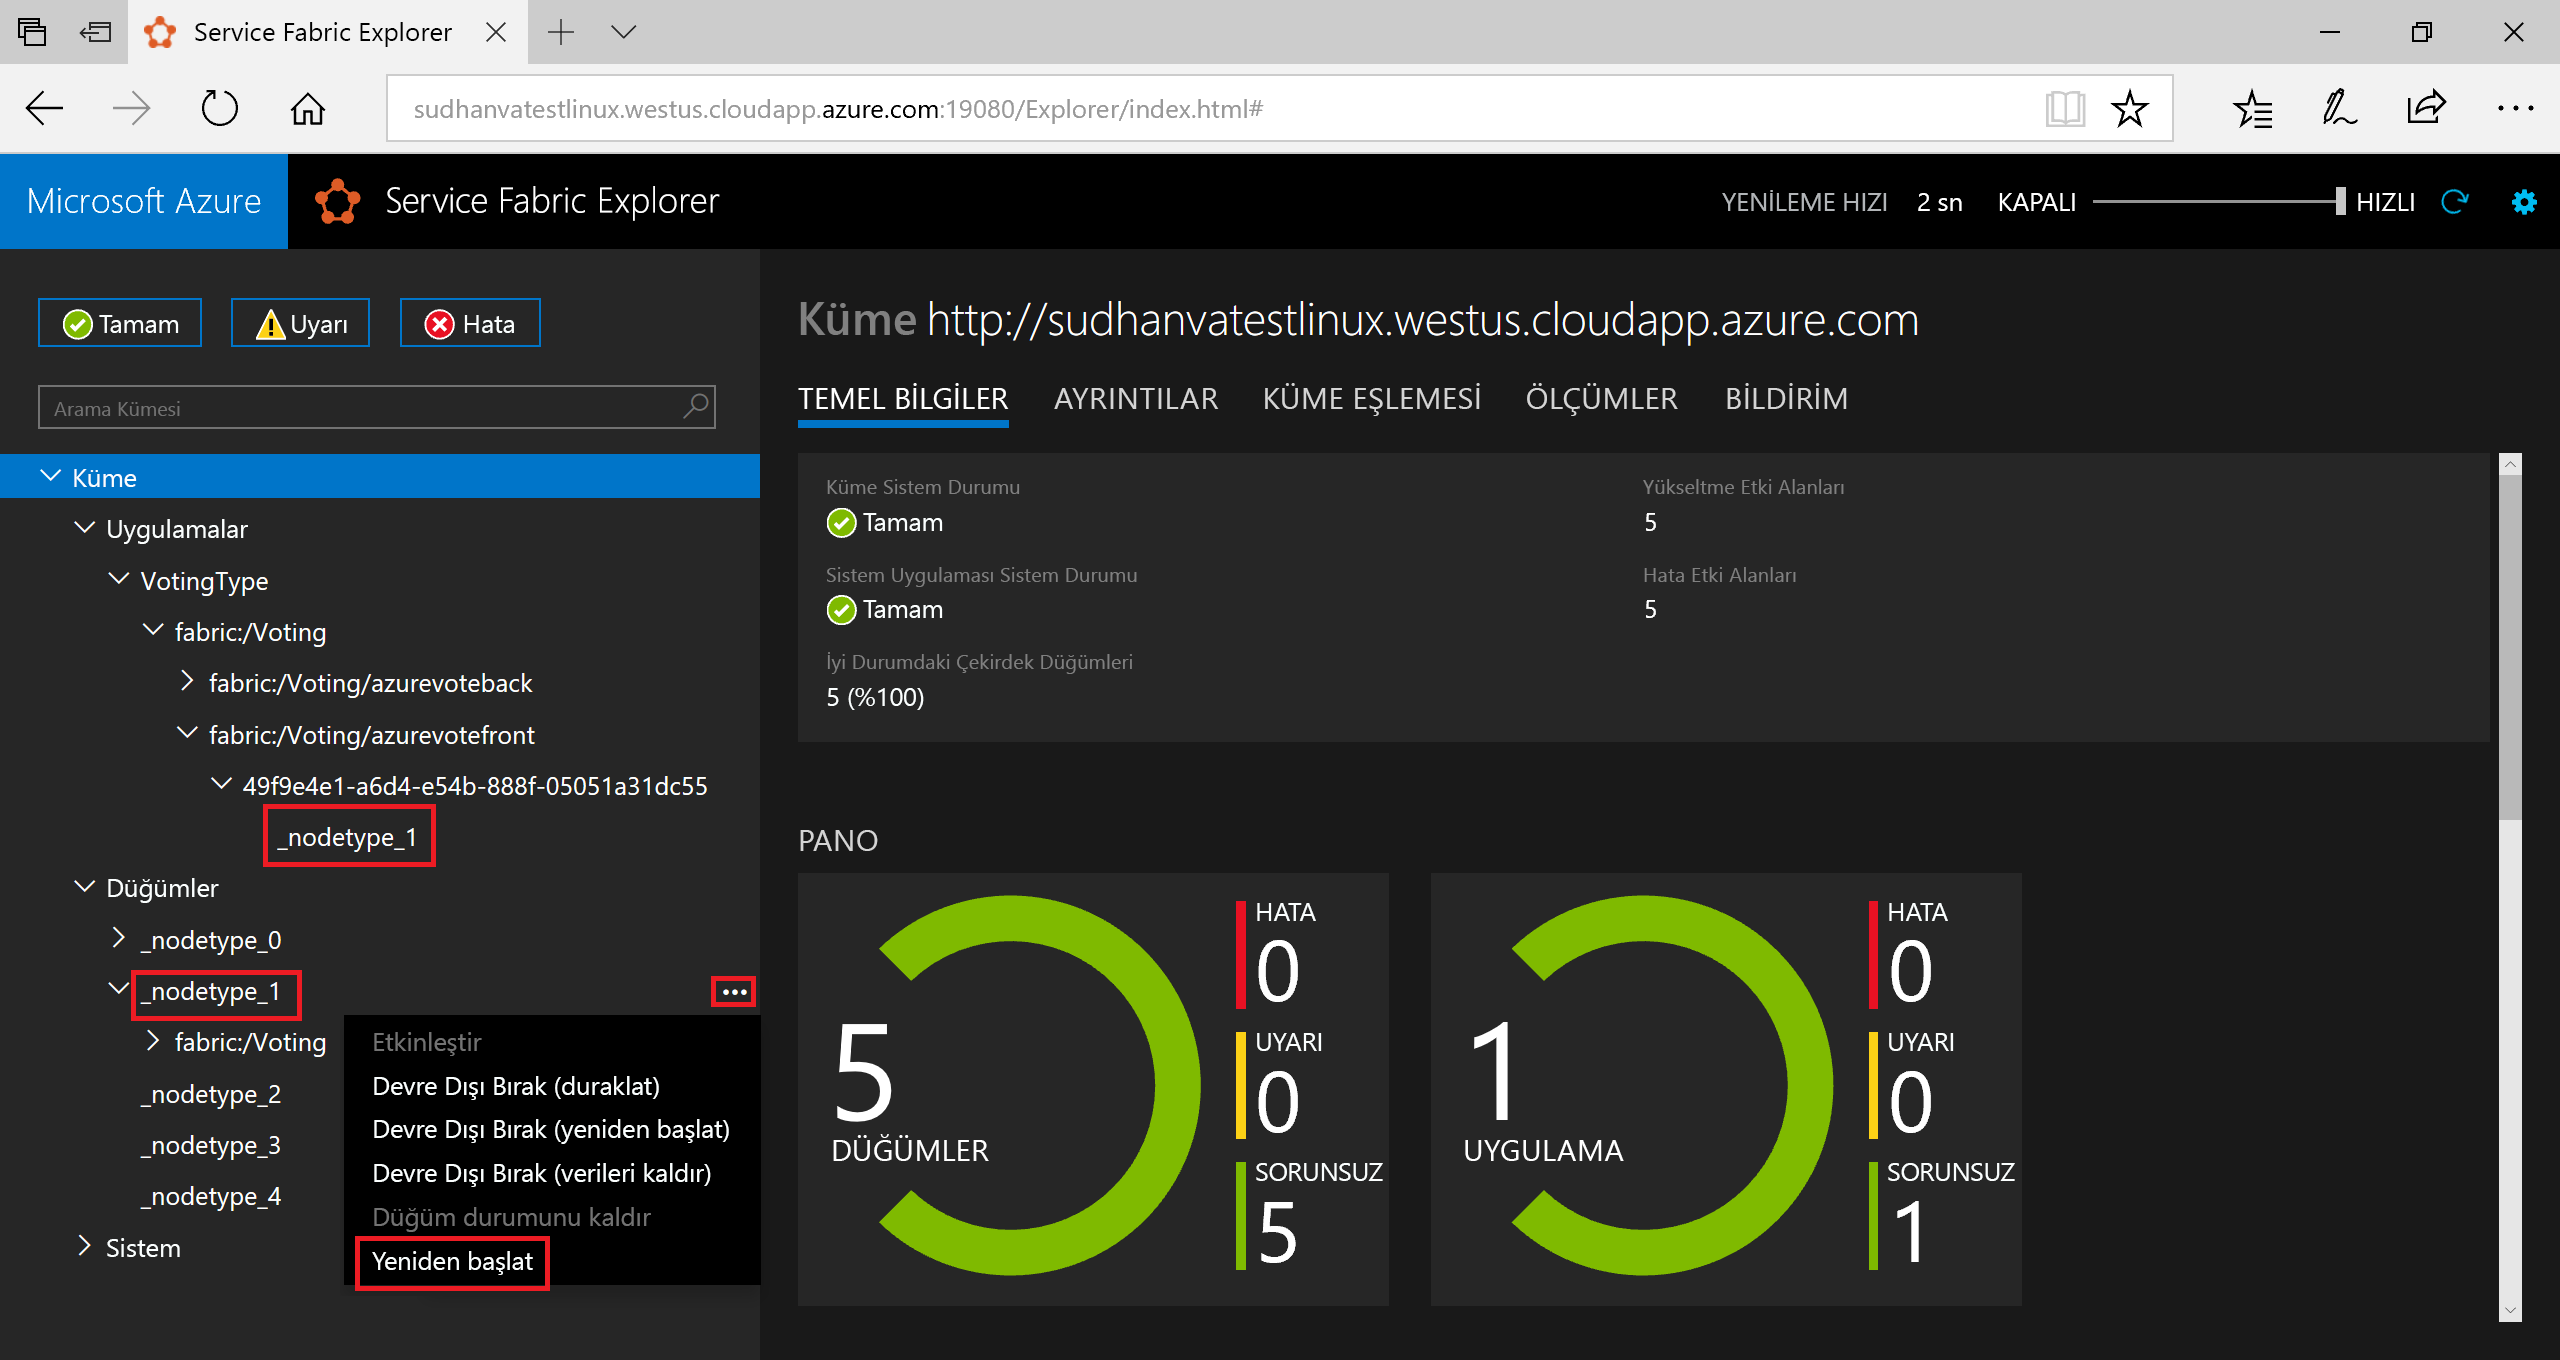 Service Fabric Explorer
sudhanvatestlinux.westus.cloudapp.azure.com:19080/Explorer/index.html#
Microsoft Azure
Service Fabric Explorer
YENİLEME HIZI 2 sn KAPALI HIZLI
Tamam
Uyarı
Hata
Arama Kümesi
Küme
Uygulamalar
VotingType
fabric:/Voting
fabric:/Voting/azurevoteback
fabric:/Voting/azurevotefront
49f9e4e1-a6d4-e54b-888f-05051a31dc55
_nodetype_1
Düğümler
_nodetype_0
_nodetype_1
fabric:/Voting
_nodetype_2
_nodetype_3
_nodetype_4
Sistem
Etkinleştir
Devre Dışı Bırak (duraklat)
Devre Dışı Bırak (yeniden başlat)
Devre Dışı Bırak (verileri kaldır)
Düğüm durumunu kaldır
Yeniden başlat
Küme http://sudhanvatestlinux.westus.cloudapp.azure.com
TEMEL BİLGİLER AYRINTILAR KÜME EŞLEMESİ ÖLÇÜMLER BİLDİRİM
Küme Sistem Durumu
Tamam
Sistem Uygulaması Sistem Durumu
Tamam
İyi Durumdaki Çekirdek Düğümleri
5 (%100)
Yükseltme Etki Alanları
5
Hata Etki Alanları
5
PANO
5
DÜĞÜMLER
HATA
0
UYARI
0
SORUNSUZ
5
1
UYGULAMA
HATA
0
UYARI
0
SORUNSUZ
1